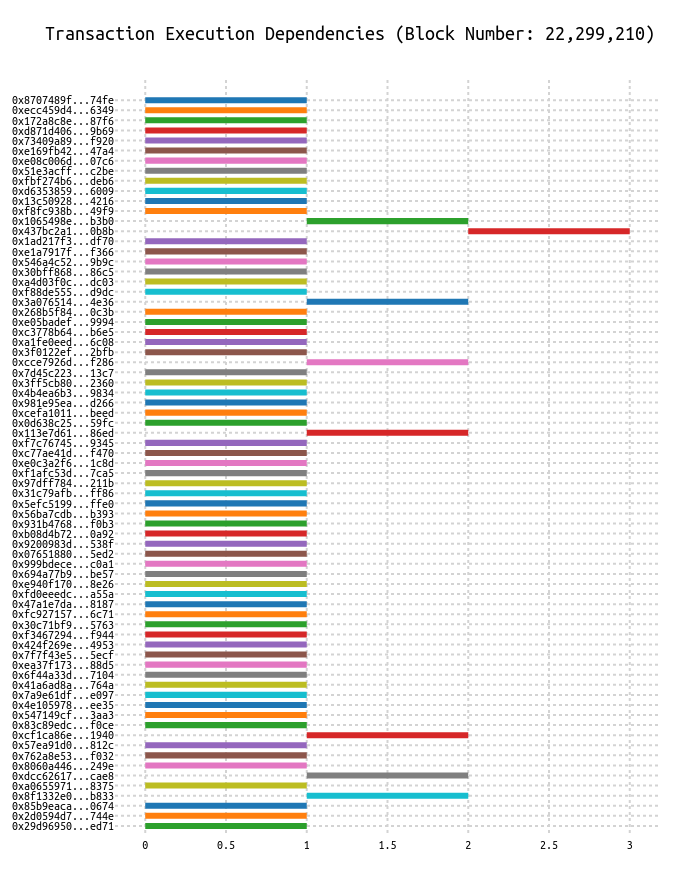 Transaction Execution Dependencies (Block Number: 22,299,210)
0x8707489f...74fe
0xecc459d4...6349
0x172a8c8e...87f6
0xd871d406...9b69
0x73409a89...f920
0xe169fb42...47a4
0xe08c006d...07c6
0x51e3acff...c2be
0xfbf274b6...deb6
0xd6353859...6009
0x13c50928...4216
0xf8fc938b...49f9
0x1065498e...b3b0
0x437bc2a1...0b8b
0x1ad217f3...df70
0xe1a7917f...f366
0x546a4c52...9b9c
0x30bff868...86c5
0xa4d03f0c...dc03
0xf88de555...d9dc
0x3a076514...4e36
0x268b5f84...0c3b
0xe05badef...9994
0xc3778b64...b6e5
0xa1fe0eed...6c08
0x3f0122ef...2bfb
0xcce7926d...f286
0x7d45c223...13c7
0x3ff5cb80...2360
0x4b4ea6b3...9834
0x981e95ea...d266
0xcefa1011...beed
0x0d638c25...59fc
0x113e7d61...86ed
0xf7c76745...9345
0xc77ae41d...f470
0xe0c3a2f6...1c8d
0xf1afc53d...7ca5
0x97dff784...211b
0x31c79afb...ff86
0x5efc5199...ffe0
0x56ba7cdb...b393
0x931b4768...f0b3
0xb08d4b72...0a92
0x9200983d...538f
0x07651880...5ed2
0x999bdece...c0a1
0x694a77b9...be57
0xe940f170...8e26
0xfd0eeedc...a55a
0x47a1e7da...8187
0xfc927157...6c71
0x30c71bf9...5763
0xf3467294...f944
0x424f269e...4953
0x7f7f43e5...5ecf
0xea37f173...88d5
0x6f44a33d...7104
0x41a6ad8a...764a
0x7a9e61df...e097
0x4e105978...ee35
0x547149cf...3aa3
0x83c89edc...f0ce
0xcf1ca86e...1940
0x57ea91d0...812c
0x762a8e53...f032
0x8060a446...249e
0xdcc62617...cae8
0xa0655971...8375
0x8f1332e0...b833
0x85b9eaca...0674
0x2d0594d7...744e
0x29d96950...ed71
0 0.5 1 1.5 2 2.5 3